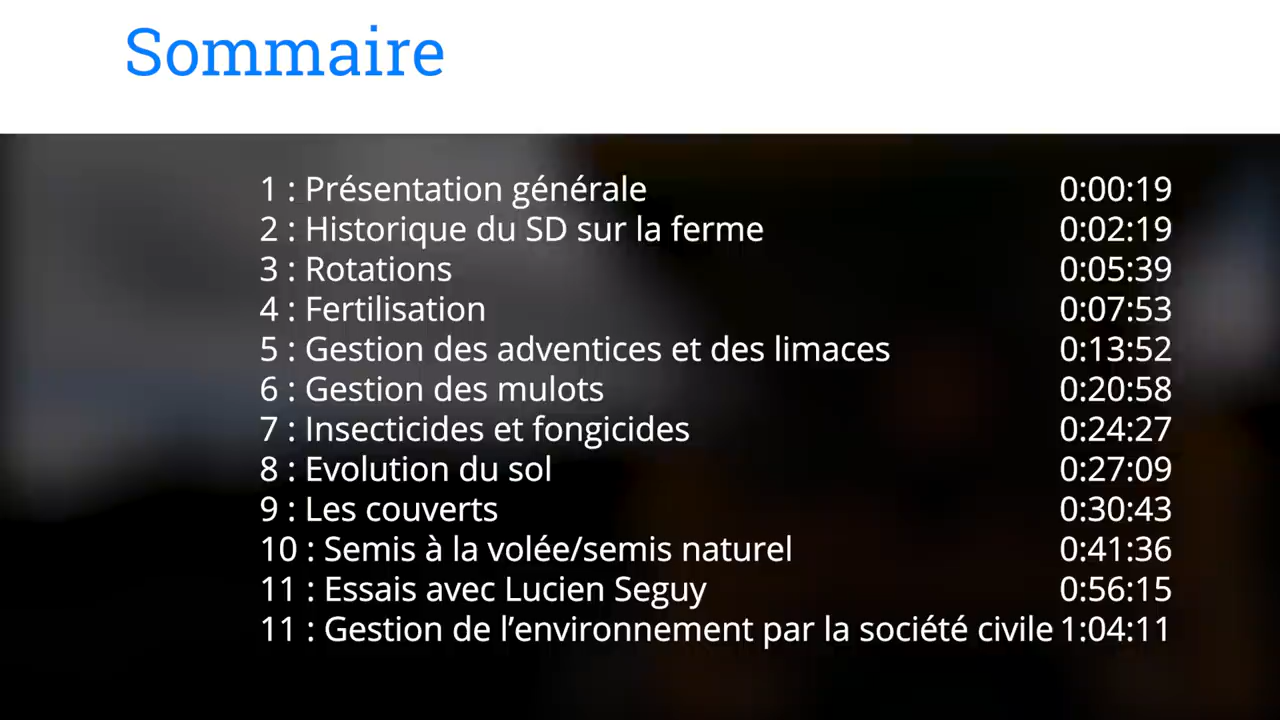 Sommaire
1 : Présentation générale 0:00:19
2 : Historique du SD sur la ferme 0:02:19
3 : Rotations 0:05:39
4 : Fertilisation 0:07:53
5 : Gestion des adventices et des limaces 0:13:52
6 : Gestion des mulots 0:20:58
7 : Insecticides et fongicides 0:24:27
8 : Evolution du sol 0:27:09
9 : Les couverts 0:30:43
10 : Semis à la volée/semis naturel 0:41:36
11 : Essais avec Lucien Seguy 0:56:15
11 : Gestion de l’environnement par la société civile 1:04:11